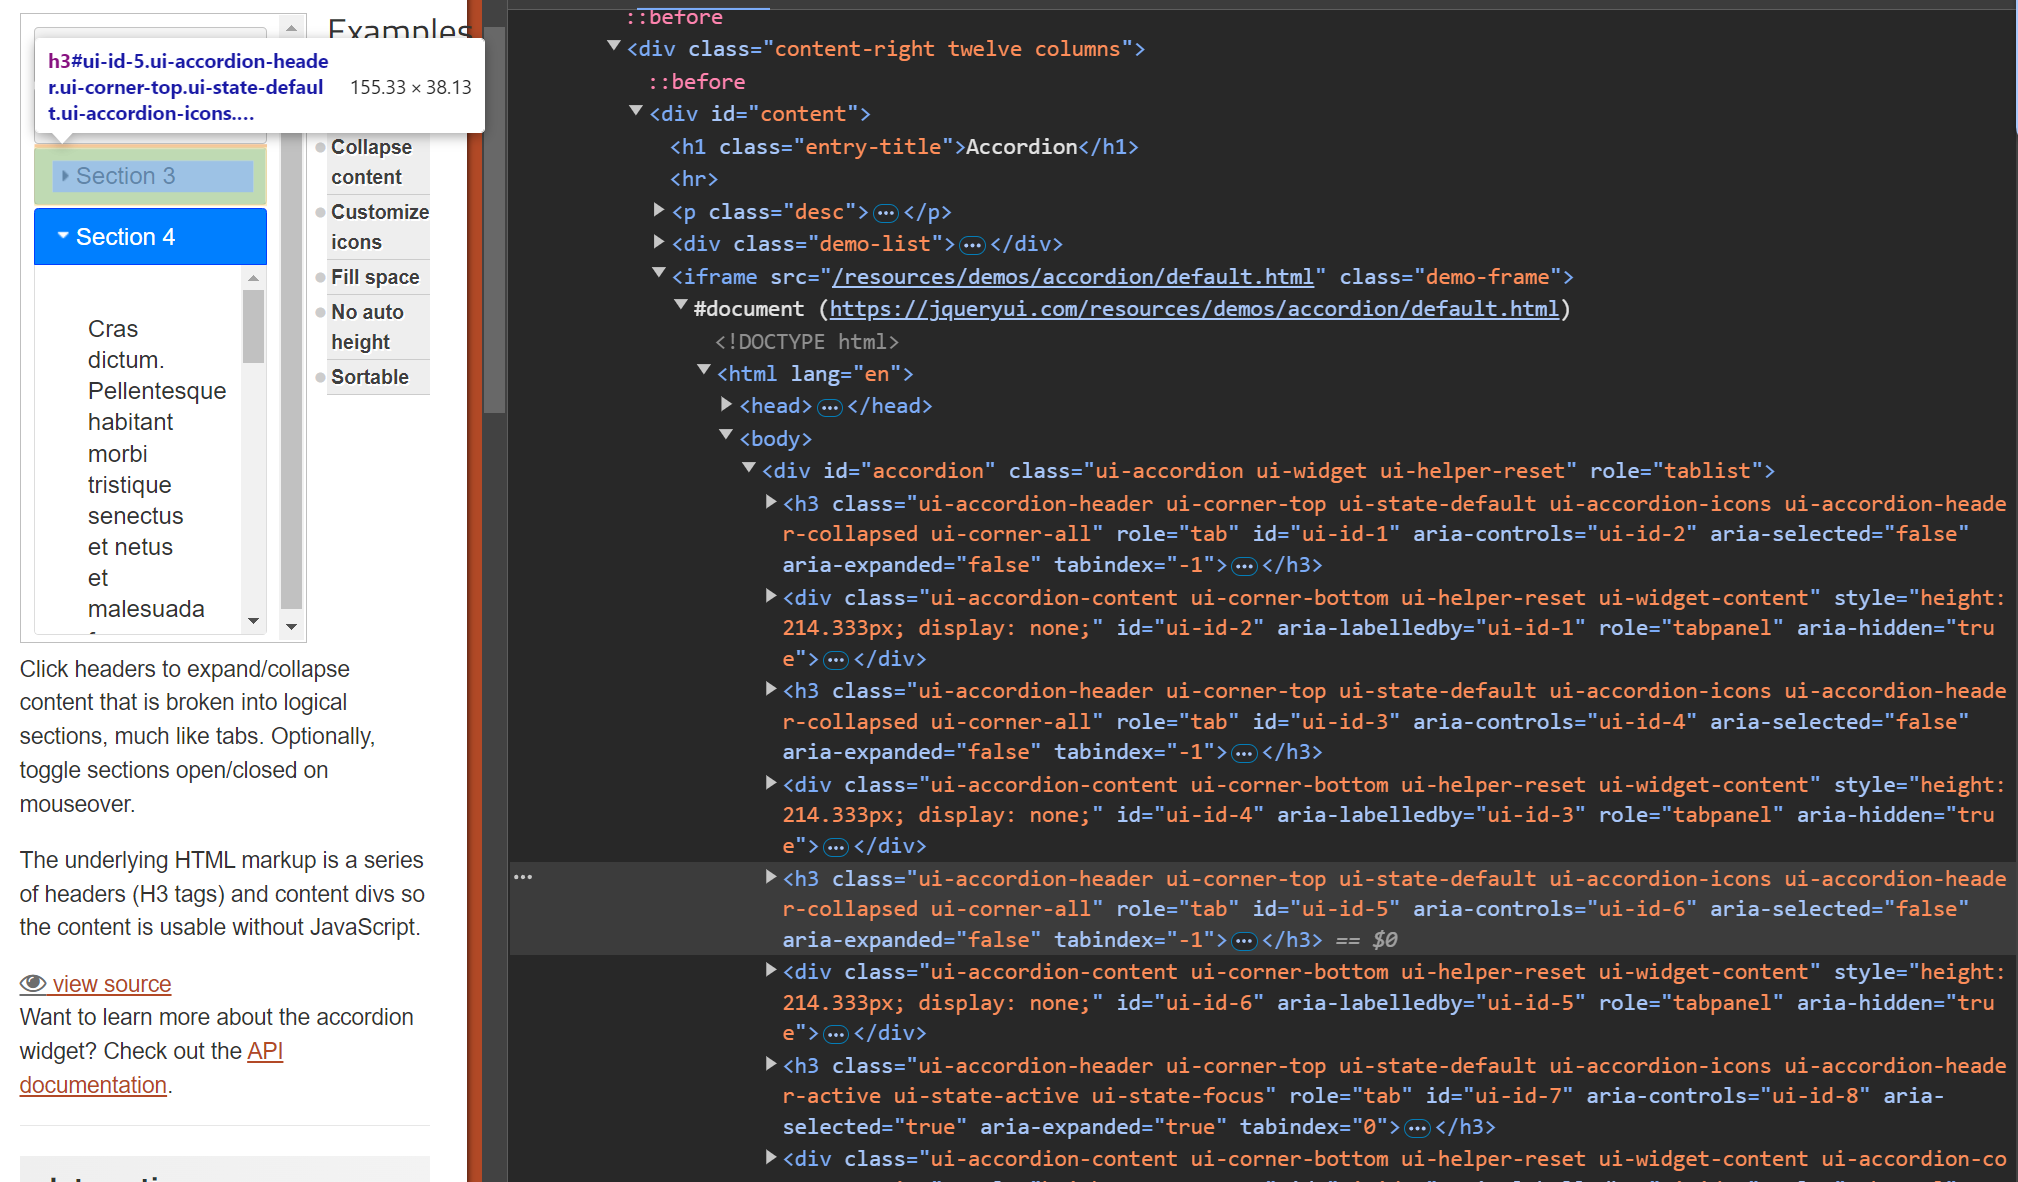 Examples
h3#ui-id-5.ui-accordion-heade
r.ui-corner-top.ui-state-defaul
t.ui-accordion-icons.…
155.33 × 38.13
Section 3
Section 4
Cras
dictum.
Pellentesque
habitant
morbi
tristique
senectus
et netus
et
malesuada
Collapse
content
Customize
icons
Fill space
No auto
height
Sortable
Click headers to expand/collapse
content that is broken into logical
sections, much like tabs. Optionally,
toggle sections open/closed on
mouseover.
The underlying HTML markup is a series
of headers (H3 tags) and content divs so
the content is usable without JavaScript.
view source
Want to learn more about the accordion
widget? Check out the API
documentation.
::before
<div class="content-right twelve columns">
::before
<div id="content">
<h1 class="entry-title">Accordion</h1>
<hr>
<p class="desc">…</p>
<div class="demo-list">…</div>
<iframe src="/resources/demos/accordion/default.html" class="demo-frame">
#document (https://jqueryui.com/resources/demos/accordion/default.html)
<!DOCTYPE html>
<html lang="en">
<head>…</head>
<body>
<div id="accordion" class="ui-accordion ui-widget ui-helper-reset" role="tablist">
<h3 class="ui-accordion-header ui-corner-top ui-state-default ui-accordion-icons ui-accordion-heade
r-collapsed ui-corner-all" role="tab" id="ui-id-1" aria-controls="ui-id-2" aria-selected="false"
aria-expanded="false" tabindex="-1">…</h3>
<div class="ui-accordion-content ui-corner-bottom ui-helper-reset ui-widget-content" style="height:
214.333px; display: none;" id="ui-id-2" aria-labelledby="ui-id-1" role="tabpanel" aria-hidden="tru
e">…</div>
<h3 class="ui-accordion-header ui-corner-top ui-state-default ui-accordion-icons ui-accordion-heade
r-collapsed ui-corner-all" role="tab" id="ui-id-3" aria-controls="ui-id-4" aria-selected="false"
aria-expanded="false" tabindex="-1">…</h3>
<div class="ui-accordion-content ui-corner-bottom ui-helper-reset ui-widget-content" style="height:
214.333px; display: none;" id="ui-id-4" aria-labelledby="ui-id-3" role="tabpanel" aria-hidden="tru
e">…</div>
<h3 class="ui-accordion-header ui-corner-top ui-state-default ui-accordion-icons ui-accordion-heade
r-collapsed ui-corner-all" role="tab" id="ui-id-5" aria-controls="ui-id-6" aria-selected="false"
aria-expanded="false" tabindex="-1">…</h3> == $0
<div class="ui-accordion-content ui-corner-bottom ui-helper-reset ui-widget-content" style="height:
214.333px; display: none;" id="ui-id-6" aria-labelledby="ui-id-5" role="tabpanel" aria-hidden="tru
e">…</div>
<h3 class="ui-accordion-header ui-corner-top ui-state-default ui-accordion-icons ui-accordion-heade
r-active ui-state-active ui-state-focus" role="tab" id="ui-id-7" aria-controls="ui-id-8" aria-
selected="true" aria-expanded="true" tabindex="0">…</h3>
<div class="ui-accordion-content ui-corner-bottom ui-helper-reset ui-widget-content ui-accordion-co